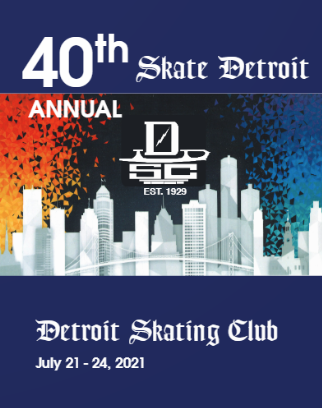 40th Skate Detroit
ANNUAL
D
SC
EST. 1929
Detroit Skating Club
July 21 - 24, 2021